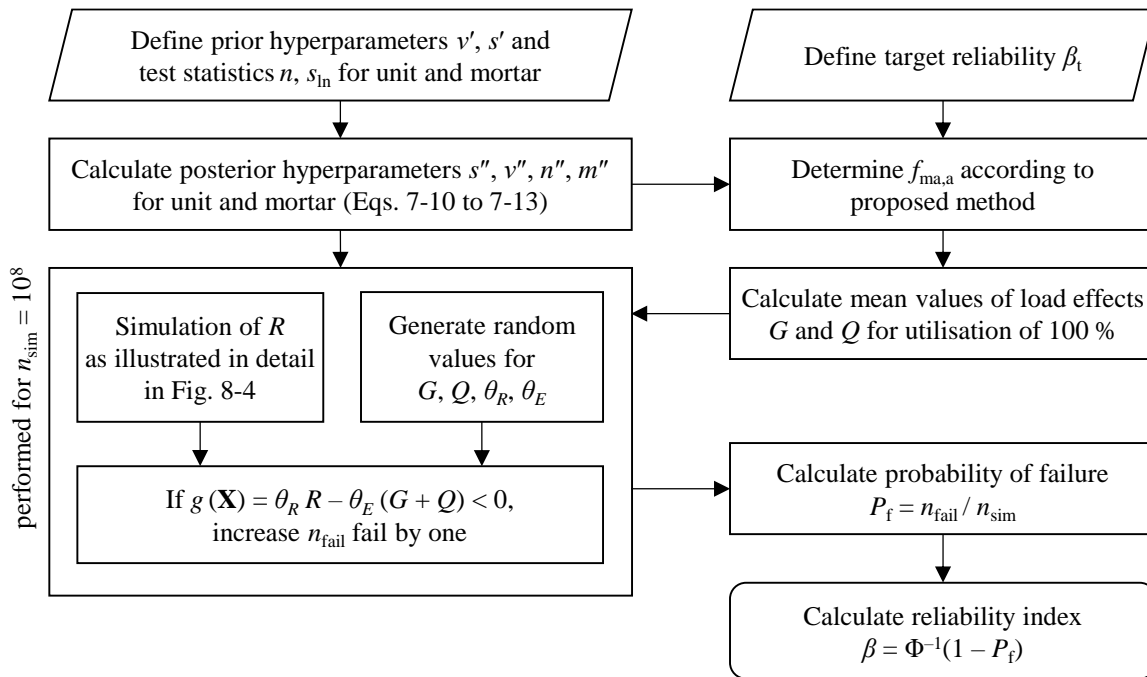 Define prior hyperparameters v′, s′ and
test statistics n, s_ln for unit and mortar
Define target reliability β_t
Calculate posterior hyperparameters s″, v″, n″, m″
for unit and mortar (Eqs. 7-10 to 7-13)
Determine f_ma,a according to
proposed method
performed for n_sim = 10^8
Simulation of R
as illustrated in detail
in Fig. 8-4
Generate random
values for
G, Q, θ_R, θ_E
Calculate mean values of load effects
G and Q for utilisation of 100 %
If g (X) = θ_R R – θ_E (G + Q) < 0,
increase n_fail fail by one
Calculate probability of failure
P_f = n_fail / n_sim
Calculate reliability index
β = Φ^–1(1 – P_f)